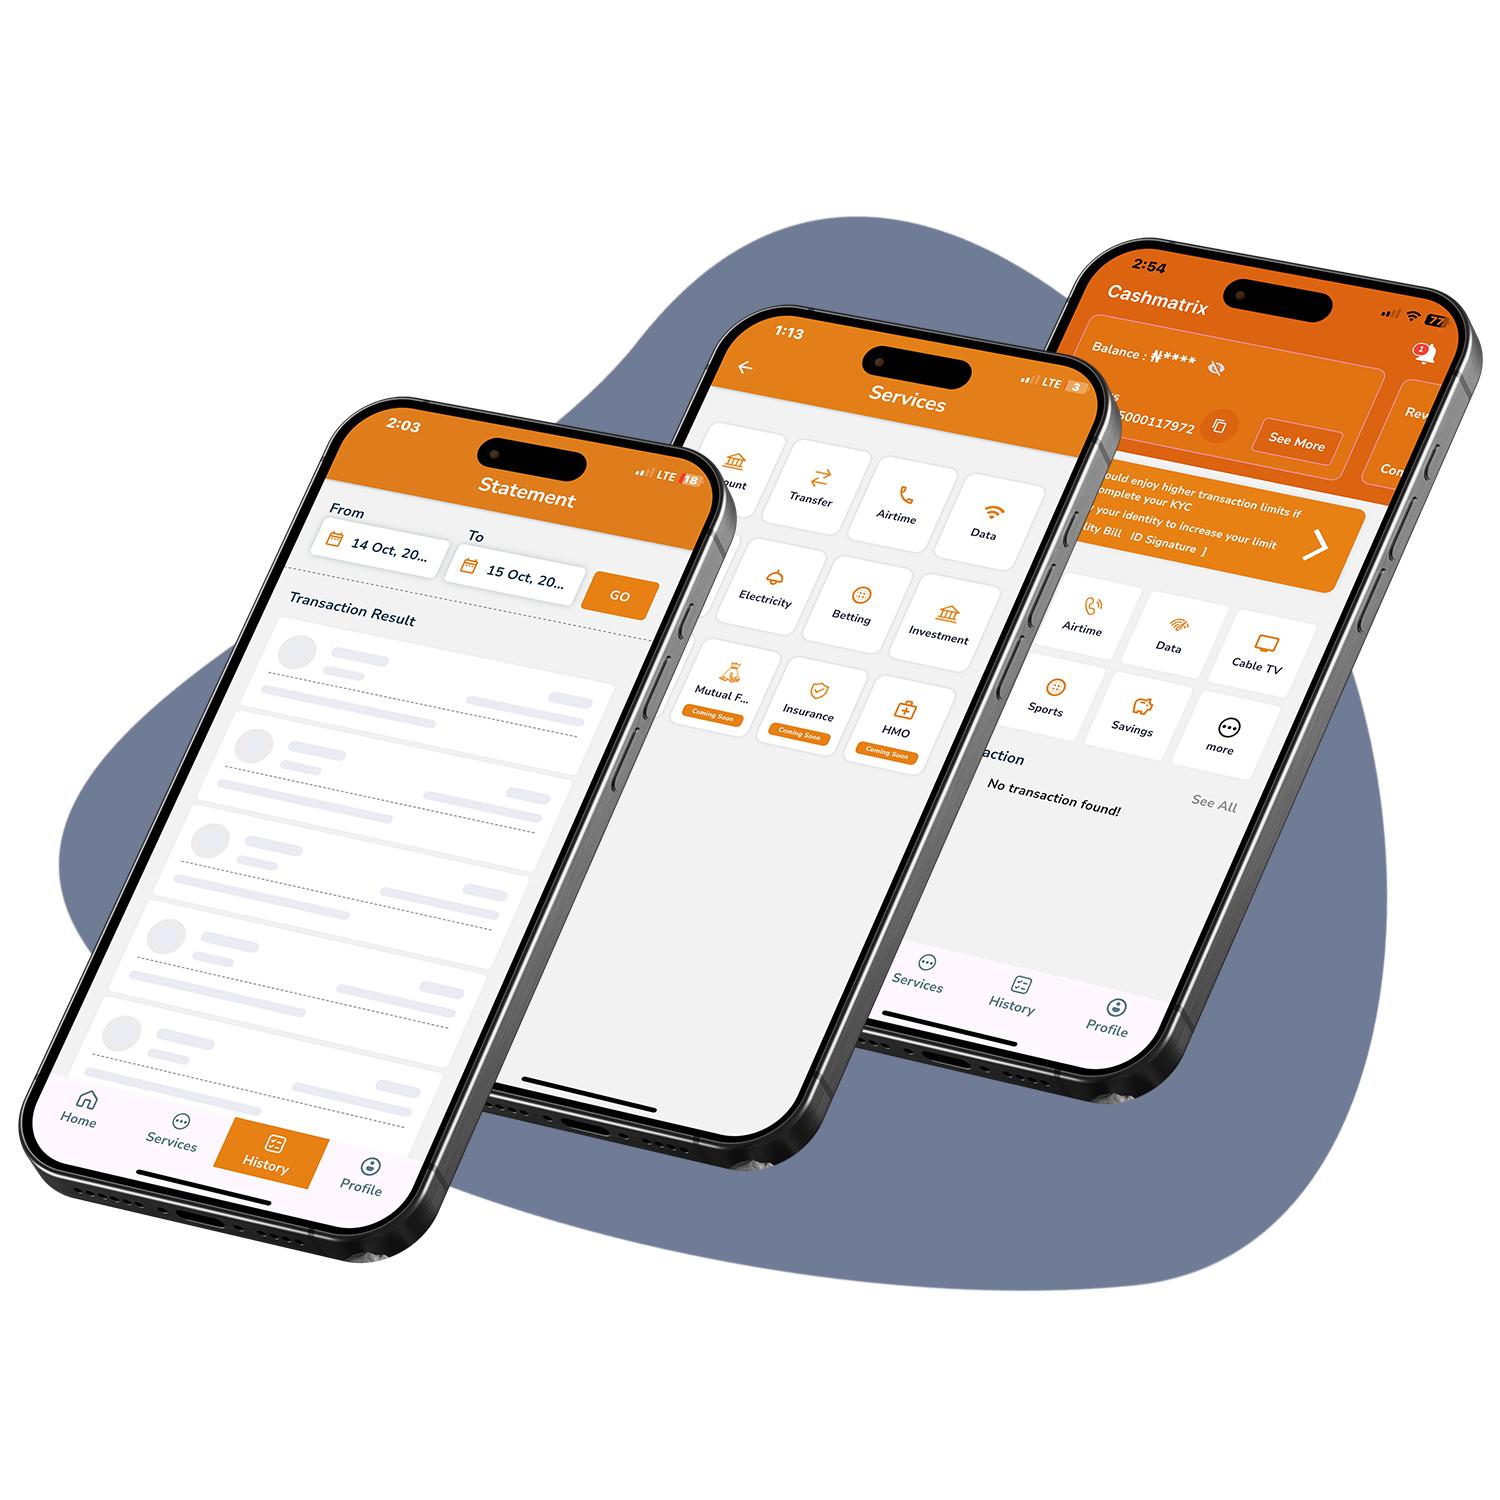 2:03
LTE 18
Statement
From
To
14 Oct, 20...
15 Oct, 20...
GO
Transaction Result
Home
Services
History
Profile
1:13
LTE 3
Services
ount
Transfer
Airtime
Data
Electricity
Betting
Investment
Mutual F...
Coming Soon
Insurance
Coming Soon
HMO
Coming Soon
2:54
77
Cashmatrix
1
Balance : ₦****
s
5000117972
See More
Rev
Con
ould enjoy higher transaction limits if
omplete your KYC
your identity to increase your limit
lity Bill ID Signature ]
Airtime
Data
Cable TV
Sports
Savings
more
action
See All
No transaction found!
Services
History
Profile